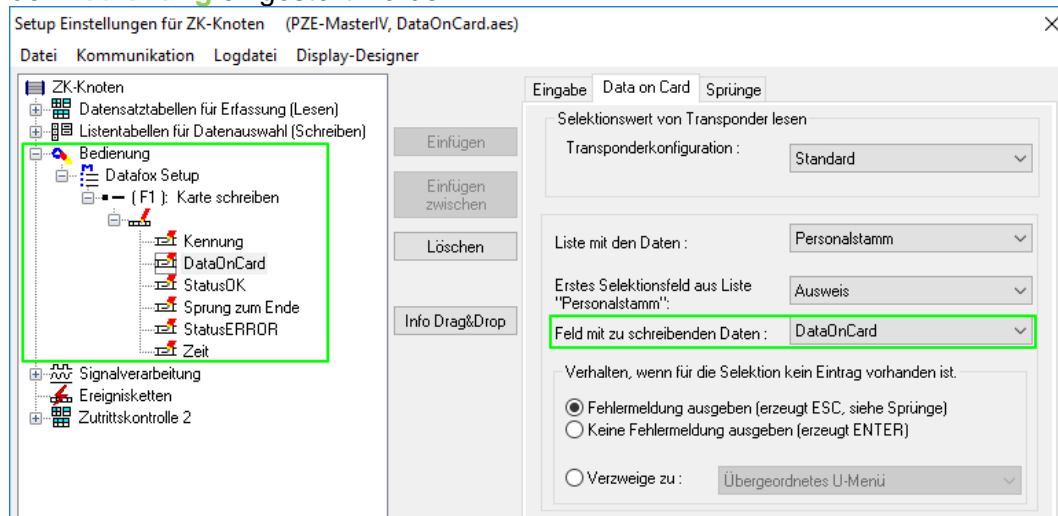 Setup Einstellungen für ZK-Knoten (PZE-MasterIV, DataOnCard.aes)
Datei Kommunikation Logdatei Display-Designer
ZK-Knoten
Datensatztabellen für Erfassung (Lesen)
Listentabellen für Datenauswahl (Schreiben)
Bedienung
Datafox Setup
( F1 ): Karte schreiben
Kennung
DataOnCard
StatusOK
Sprung zum Ende
StatusERROR
Zeit
Signalverarbeitung
Ereignisketten
Zutrittskontrolle 2
Einfügen
Einfügen
zwischen
Löschen
Info Drag&Drop
Eingabe Data on Card Sprünge
Selektionswert von Transponder lesen
Transponderkonfiguration : Standard
Liste mit den Daten : Personalstamm
Erstes Selektionsfeld aus Liste
"Personalstamm": Ausweis
Feld mit zu schreibenden Daten : DataOnCard
Verhalten, wenn für die Selektion kein Eintrag vorhanden ist.
Fehlermeldung ausgeben (erzeugt ESC, siehe Sprünge)
Keine Fehlermeldung ausgeben (erzeugt ENTER)
Verzweige zu : Übergeordnetes U-Menü